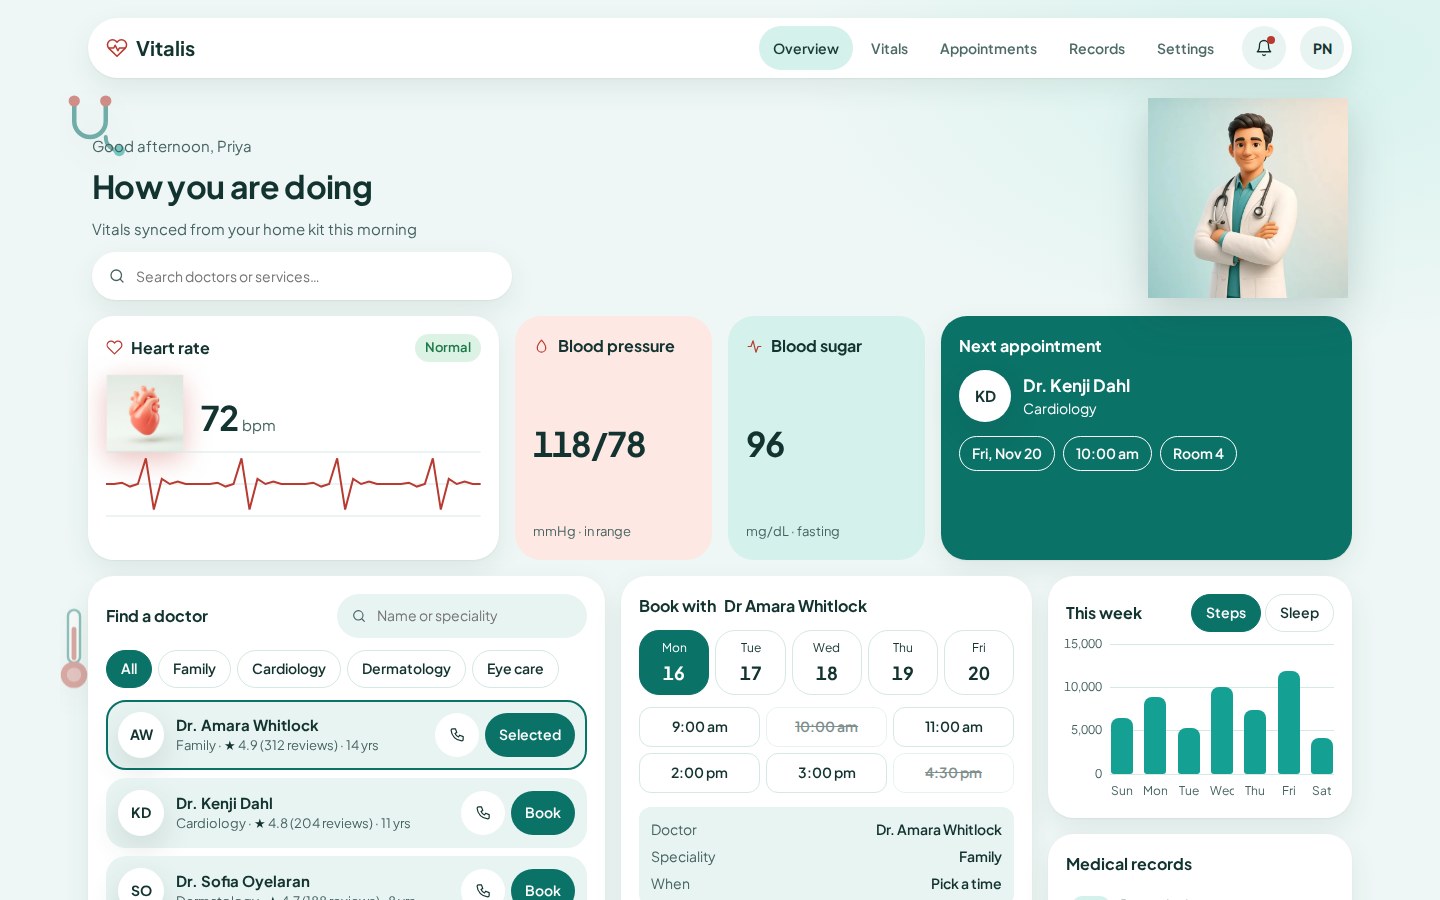 Vitalis
Overview
Vitals
Appointments
Records
Settings
PN
Good afternoon, Priya
How you are doing
Vitals synced from your home kit this morning
Search doctors or services...
Heart rate
Normal
72 bpm
Blood pressure
118/78
mmHg · in range
Blood sugar
96
mg/dL · fasting
Next appointment
KD
Dr. Kenji Dahl
Cardiology
Fri, Nov 20
10:00 am
Room 4
Find a doctor
Name or speciality
All
Family
Cardiology
Dermatology
Eye care
AW
Dr. Amara Whitlock
Family · ★ 4.9 (312 reviews) · 14 yrs
Selected
KD
Dr. Kenji Dahl
Cardiology · ★ 4.8 (204 reviews) · 11 yrs
Book
SO
Dr. Sofia Oyelaran
Book
Book with Dr Amara Whitlock
Mon
16
Tue
17
Wed
18
Thu
19
Fri
20
9:00 am
10:00 am
11:00 am
2:00 pm
3:00 pm
4:30 pm
Doctor
Dr. Amara Whitlock
Speciality
Family
When
Pick a time
This week
Steps
Sleep
15,000
10,000
5,000
0
Sun
Mon
Tue
Wed
Thu
Fri
Sat
Medical records